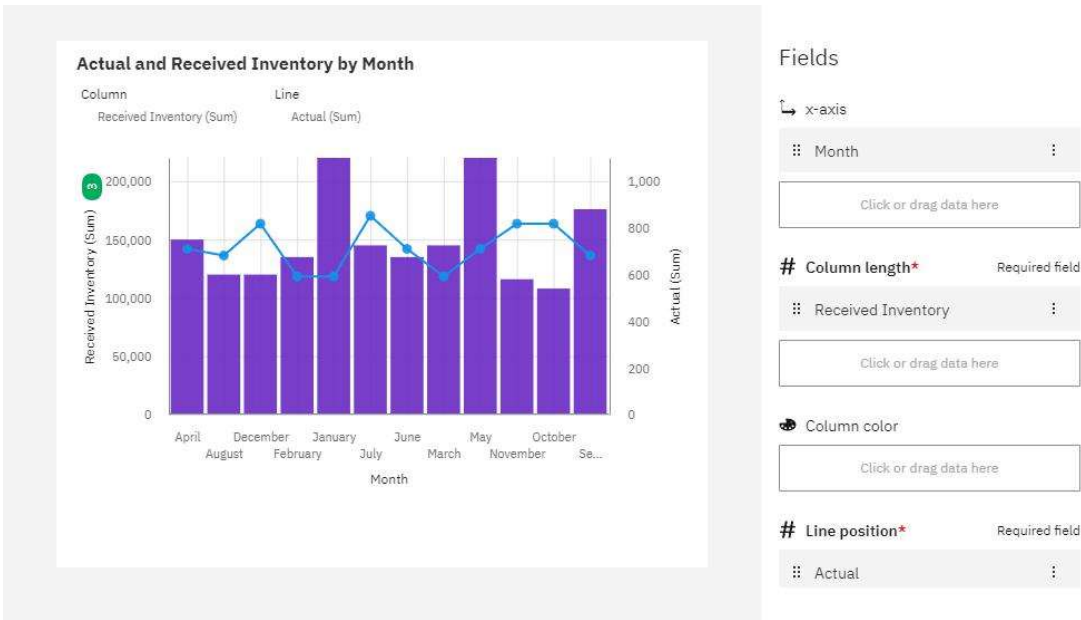 Actual and Received Inventory by Month
Column Line
Received Inventory (Sum) Actual (Sum)
3
Received Inventory (Sum)
200,000
150,000
100,000
50,000
0
1,000
800
600
400
200
0
Actual (Sum)
April December January June May October
August February July March November Se...
Month
Fields
x-axis
Month
Click or drag data here
# Column length* Required field
Received Inventory
Click or drag data here
Column color
Click or drag data here
# Line position* Required field
Actual